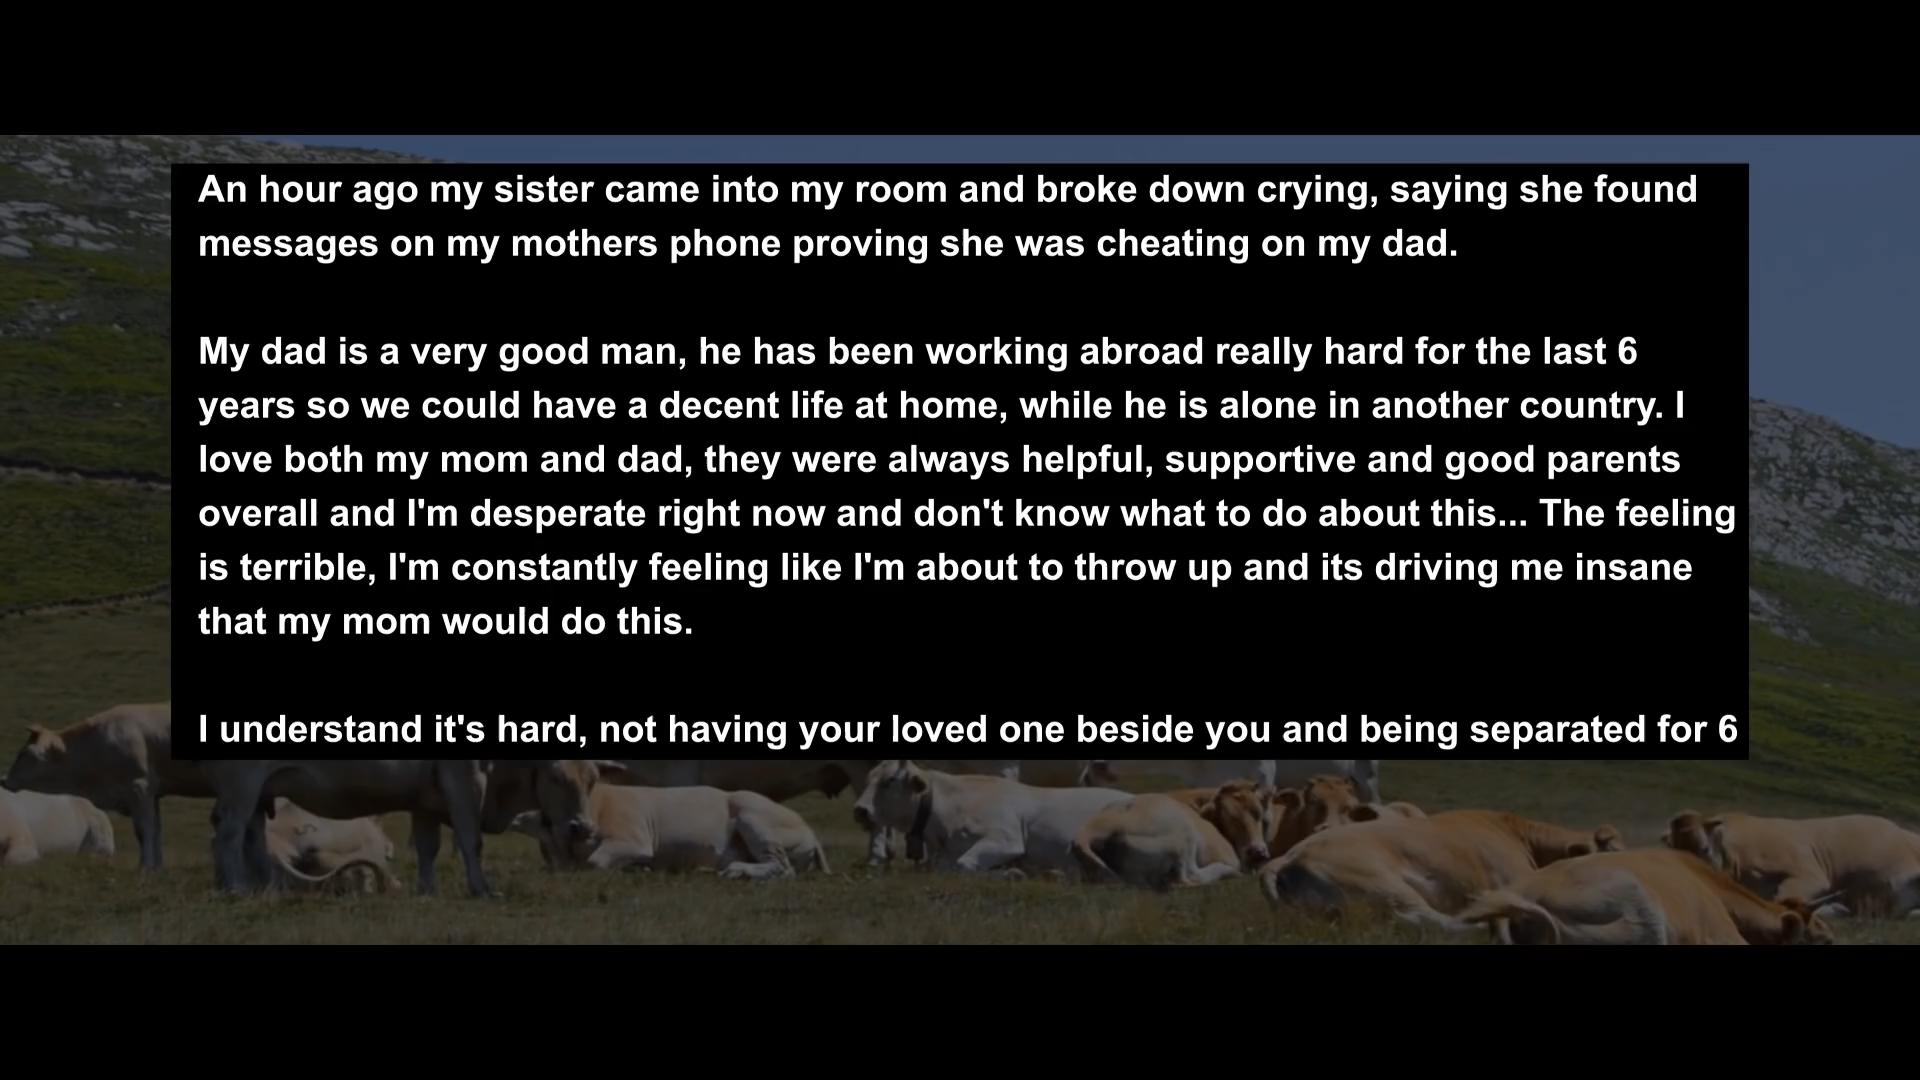 An hour ago my sister came into my room and broke down crying, saying she found
messages on my mothers phone proving she was cheating on my dad.
My dad is a very good man, he has been working abroad really hard for the last 6
years so we could have a decent life at home, while he is alone in another country. I
love both my mom and dad, they were always helpful, supportive and good parents
overall and I'm desperate right now and don't know what to do about this... The feeling
is terrible, I'm constantly feeling like I'm about to throw up and its driving me insane
that my mom would do this.
I understand it's hard, not having your loved one beside you and being separated for 6